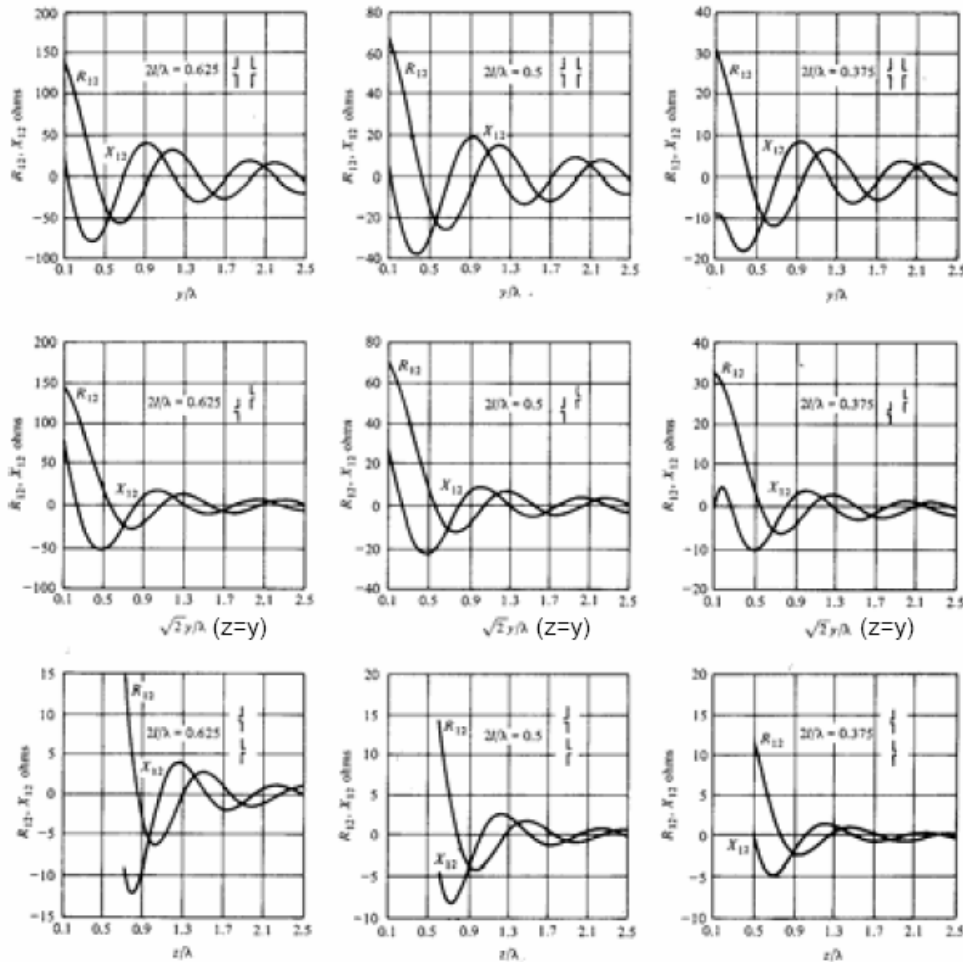 200
150
100
50
0
−50
−100
R12, X12 ohms
R12
2l/λ = 0.625
X12
0.1 0.5 0.9 1.3 1.7 2.1 2.5
y/λ
80
60
40
20
0
−20
−40
R12, X12 ohms
R12
2l/λ = 0.5
X12
0.1 0.5 0.9 1.3 1.7 2.1 2.5
y/λ
40
30
20
10
0
−10
−20
R12, X12 ohms
R12
2l/λ = 0.375
X12
0.1 0.5 0.9 1.3 1.7 2.1 2.5
y/λ
200
150
100
50
0
−50
−100
R12, X12 ohms
R12
2l/λ = 0.625
X12
0.1 0.5 0.9 1.3 1.7 2.1 2.5
√2 y/λ (z=y)
80
60
40
20
0
−20
−40
R12, X12 ohms
R12
2l/λ = 0.5
X12
0.1 0.5 0.9 1.3 1.7 2.1 2.5
√2 y/λ (z=y)
40
30
20
10
0
−10
−20
R12, X12 ohms
R12
2l/λ = 0.375
X12
0.1 0.5 0.9 1.3 1.7 2.1 2.5
√2 y/λ (z=y)
15
10
5
0
−5
−10
−15
R12, X12 ohms
R12
2l/λ = 0.625
X12
0.1 0.5 0.9 1.3 1.7 2.1 2.5
z/λ
20
15
10
5
0
−5
−10
R12, X12 ohms
R12
2l/λ = 0.5
X12
0.1 0.5 0.9 1.3 1.7 2.1 2.5
z/λ
20
15
10
5
0
−5
−10
R12, X12 ohms
R12
2l/λ = 0.375
X12
0.1 0.5 0.9 1.3 1.7 2.1 2.5
z/λ